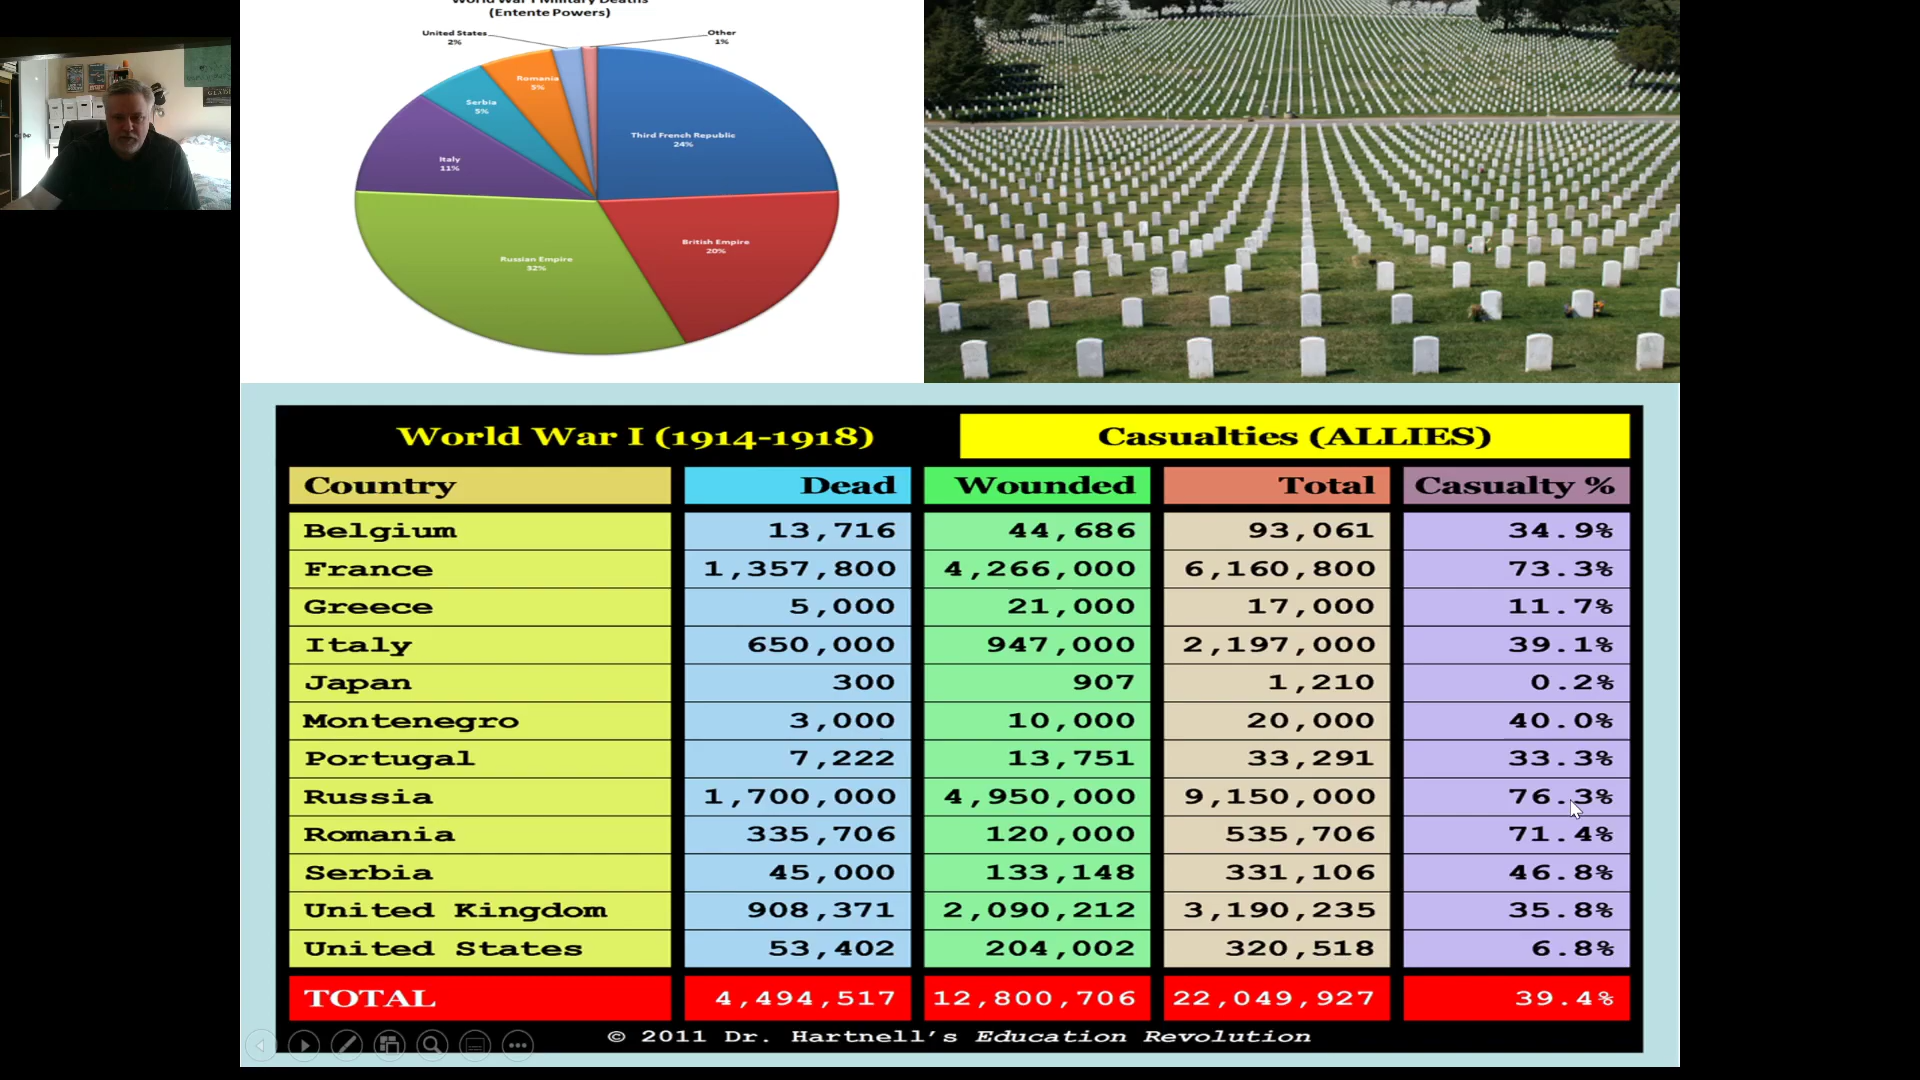 World War I Military Deaths
(Entente Powers)
United States
2%
Other
1%
Romania
5%
Serbia
5%
Third French Republic
24%
Italy
11%
British Empire
20%
Russian Empire
32%
World War I (1914-1918) Casualties (ALLIES)
Country Dead Wounded Total Casualty %
Belgium 13,716 44,686 93,061 34.9%
France 1,357,800 4,266,000 6,160,800 73.3%
Greece 5,000 21,000 17,000 11.7%
Italy 650,000 947,000 2,197,000 39.1%
Japan 300 907 1,210 0.2%
Montenegro 3,000 10,000 20,000 40.0%
Portugal 7,222 13,751 33,291 33.3%
Russia 1,700,000 4,950,000 9,150,000 76.3%
Romania 335,706 120,000 535,706 71.4%
Serbia 45,000 133,148 331,106 46.8%
United Kingdom 908,371 2,090,212 3,190,235 35.8%
United States 53,402 204,002 320,518 6.8%
TOTAL 4,494,517 12,800,706 22,049,927 39.4%
© 2011 Dr. Hartnell's Education Revolution